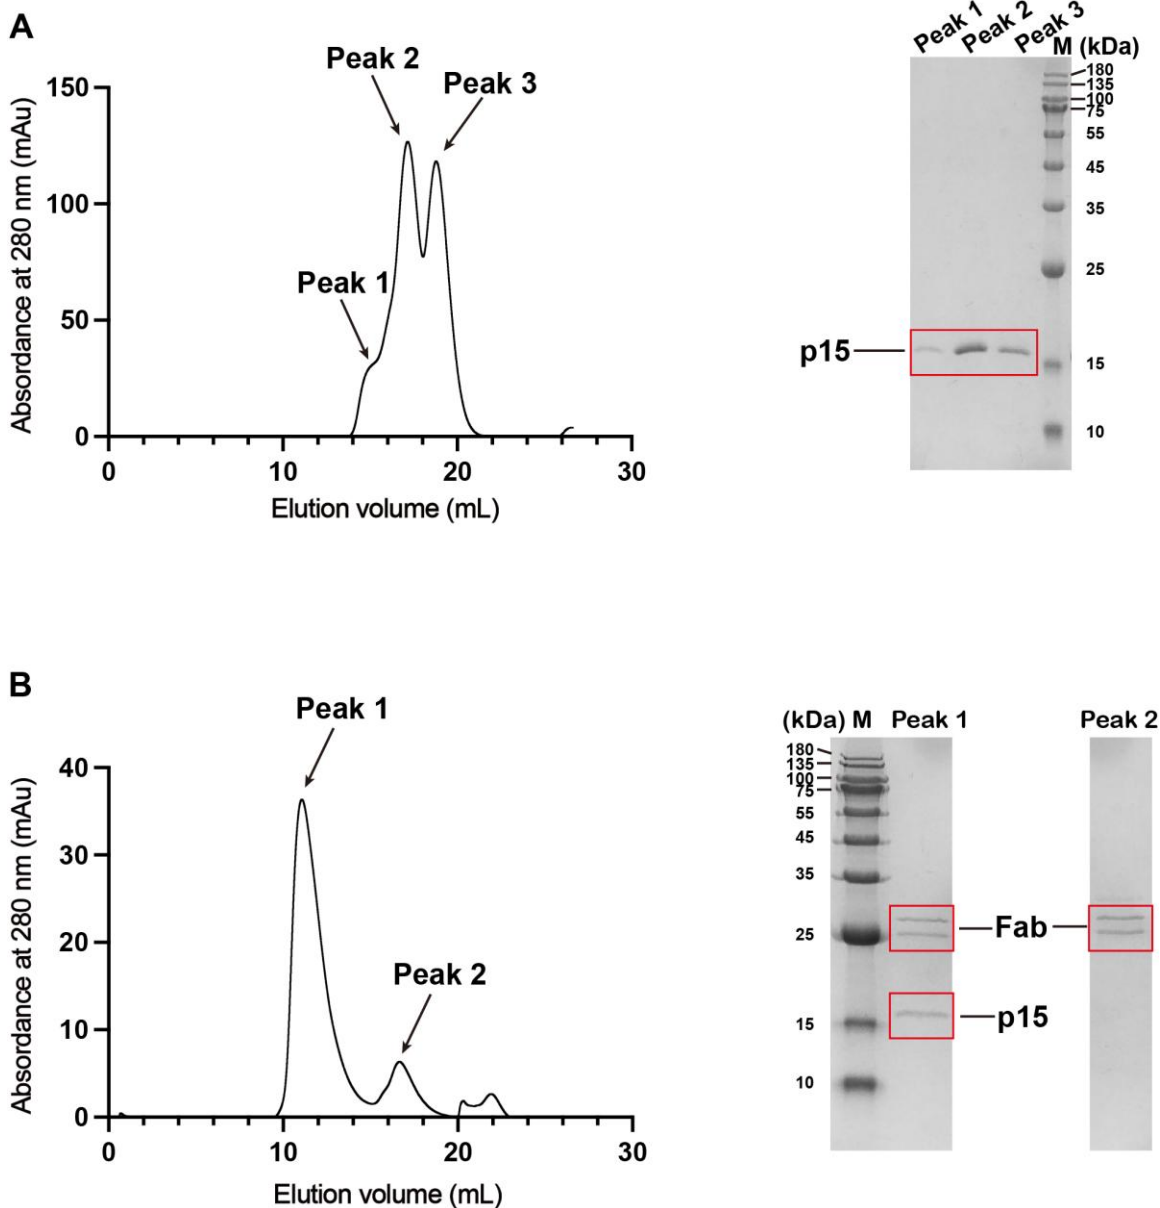 A
Peak 1 Peak 2 Peak 3 M (kDa)
Peak 2
Peak 3
Peak 1
Absordance at 280 nm (mAu)
150
100
50
0
0 10 20 30
Elution volume (mL)
180
135
100
75
55
45
35
25
15
10
p15
B
Peak 1
Peak 2
Absordance at 280 nm (mAu)
40
30
20
10
0
0 10 20 30
Elution volume (mL)
(kDa) M Peak 1 Peak 2
180
135
100
75
55
45
35
25
15
10
Fab
p15